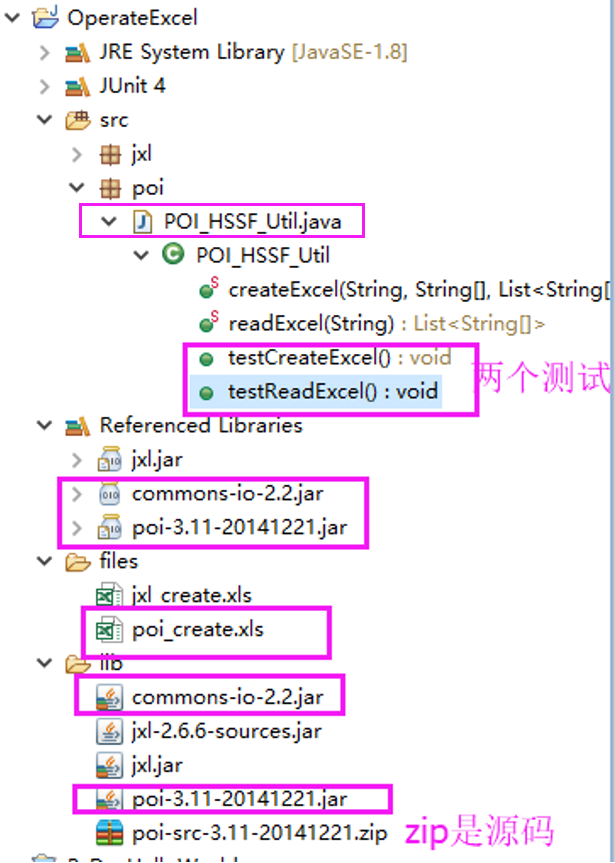 OperateExcel
JRE System Library [JavaSE-1.8]
JUnit 4
src
jxl
poi
POI_HSSF_Util.java
POI_HSSF_Util
createExcel(String, String[], List<String[
readExcel(String) : List<String[]>
testCreateExcel() : void
两个测试
testReadExcel() : void
Referenced Libraries
jxl.jar
commons-io-2.2.jar
poi-3.11-20141221.jar
files
jxl_create.xls
poi_create.xls
lib
commons-io-2.2.jar
jxl-2.6.6-sources.jar
jxl.jar
poi-3.11-20141221.jar
poi-src-3.11-20141221.zip zip是源码